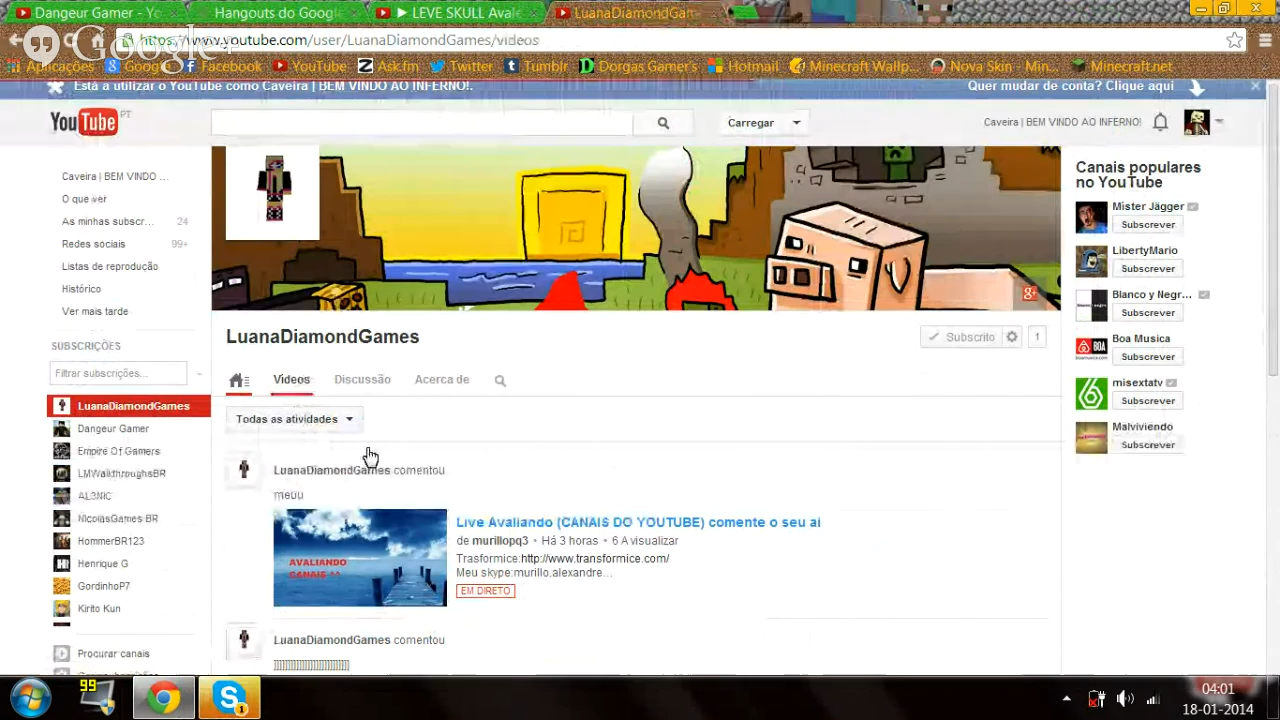 Dangeur Gamer - Yo
Hangouts do Googl
► LEVE SKULL Aval
LuanaDiamondGam
Google+
https://www.youtube.com/user/LuanaDiamondGames/videos
Aplicações
Google
Facebook
YouTube
Ask.fm
Twitter
Tumblr
Dorgas Gamer's
Hotmail
Minecraft Wallp...
Nova Skin - Min...
Minecraft.net
Está a utilizar o YouTube como Caveira | BEM VINDO AO INFERNO!.
Quer mudar de conta? Clique aqui
YouTube PT
Carregar
Caveira | BEM VINDO AO INFERNO!
Caveira | BEM VINDO ...
O que ver
As minhas subscr... 24
Redes sociais 99+
Listas de reprodução
Histórico
Ver mais tarde
SUBSCRIÇÕES
Filtrar subscrições...
LuanaDiamondGames
Dangeur Gamer
Empire Of Gamers
LMWalkthroughsBR
NicolasGames BR
HommerBR123
Henrique G
GordinhoP7
Kirito Kun
Procurar canais
LuanaDiamondGames
Subscrito
1
Vídeos
Discussão
Acerca de
Todas as atividades
LuanaDiamondGames comentou
meuu
AVALIANDO
CANAIS ^^
Live Avaliando (CANAIS DO YOUTUBE) comente o seu ai
de murillopq3 • Há 3 horas • 6 A visualizar
Trasformice:http://www.transformice.com/
Meu skype:murillo.alexandre...
EM DIRETO
LuanaDiamondGames comentou
Canais populares
no YouTube
Mister Jägger
Subscrever
LibertyMario
Subscrever
Blanco y Negr...
Subscrever
Boa Musica
Subscrever
misextatv
Subscrever
Malviviendo
Subscrever
99
04:01
18-01-2014